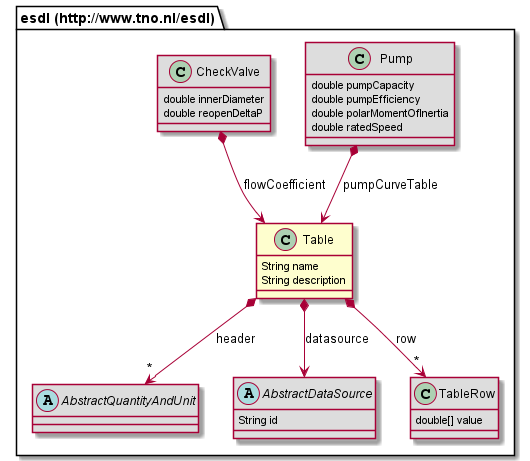 esdl (http://www.tno.nl/esdl)
C CheckValve
double innerDiameter
double reopenDeltaP
C Pump
double pumpCapacity
double pumpEfficiency
double polarMomentOfInertia
double ratedSpeed
flowCoefficient
pumpCurveTable
C Table
String name
String description
header
datasource
row
*
*
A AbstractQuantityAndUnit
A AbstractDataSource
String id
C TableRow
double[] value